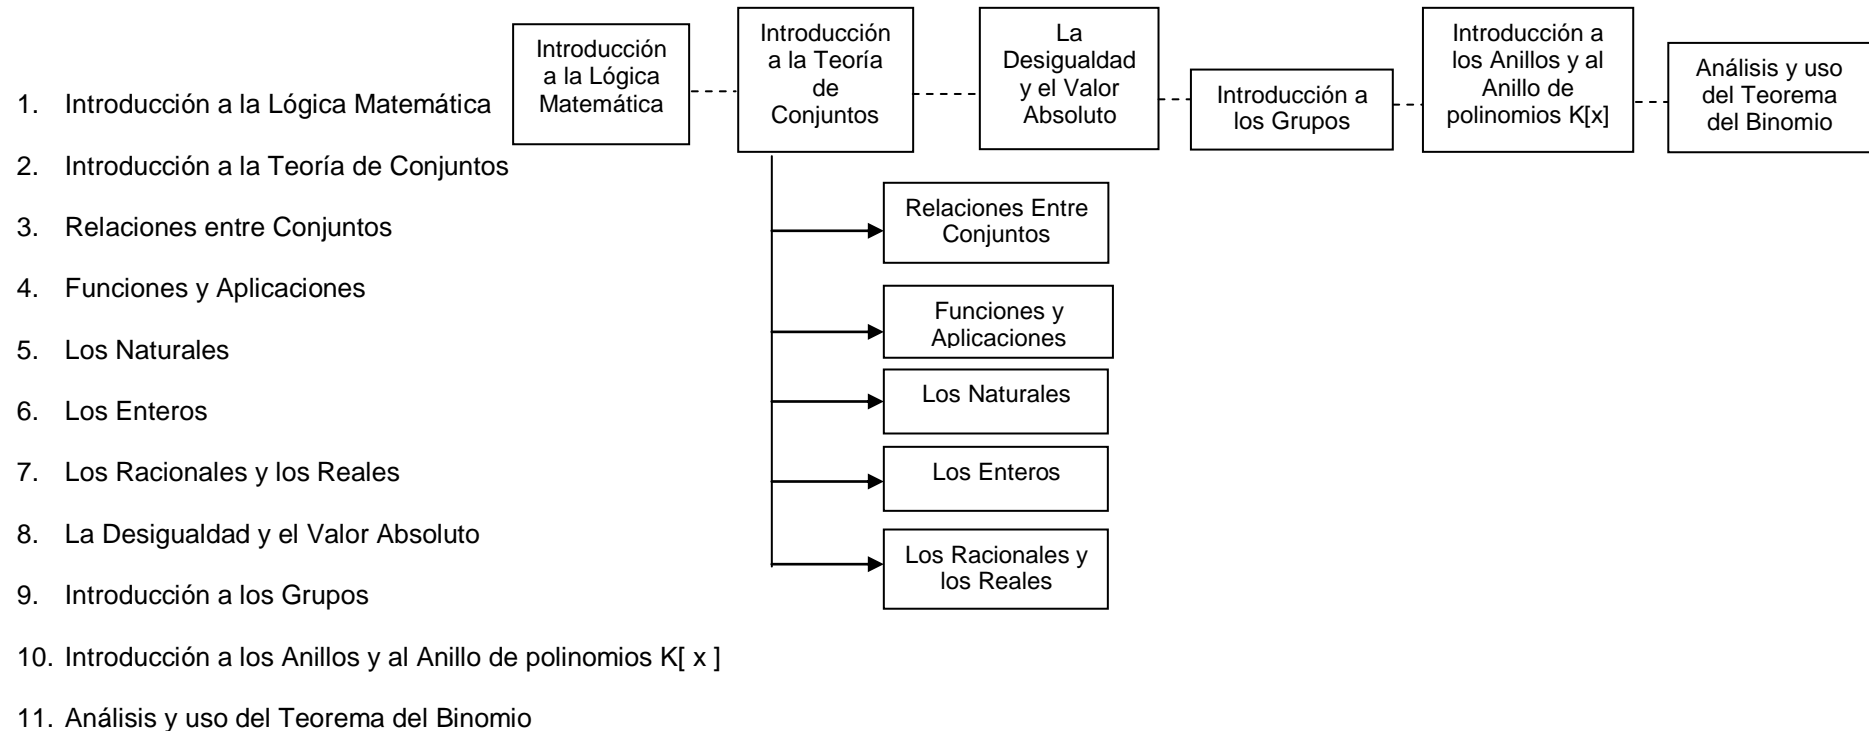 1. Introducción a la Lógica Matemática
2. Introducción a la Teoría de Conjuntos
3. Relaciones entre Conjuntos
4. Funciones y Aplicaciones
5. Los Naturales
6. Los Enteros
7. Los Racionales y los Reales
8. La Desigualdad y el Valor Absoluto
9. Introducción a los Grupos
10. Introducción a los Anillos y al Anillo de polinomios K[ x ]
11. Análisis y uso del Teorema del Binomio
Introducción
a la Lógica
Matemática
Introducción
a la Teoría
de
Conjuntos
La
Desigualdad
y el Valor
Absoluto
Introducción a
los Grupos
Introducción a
los Anillos y al
Anillo de
polinomios K[x]
Análisis y uso
del Teorema
del Binomio
Relaciones Entre
Conjuntos
Funciones y
Aplicaciones
Los Naturales
Los Enteros
Los Racionales y
los Reales